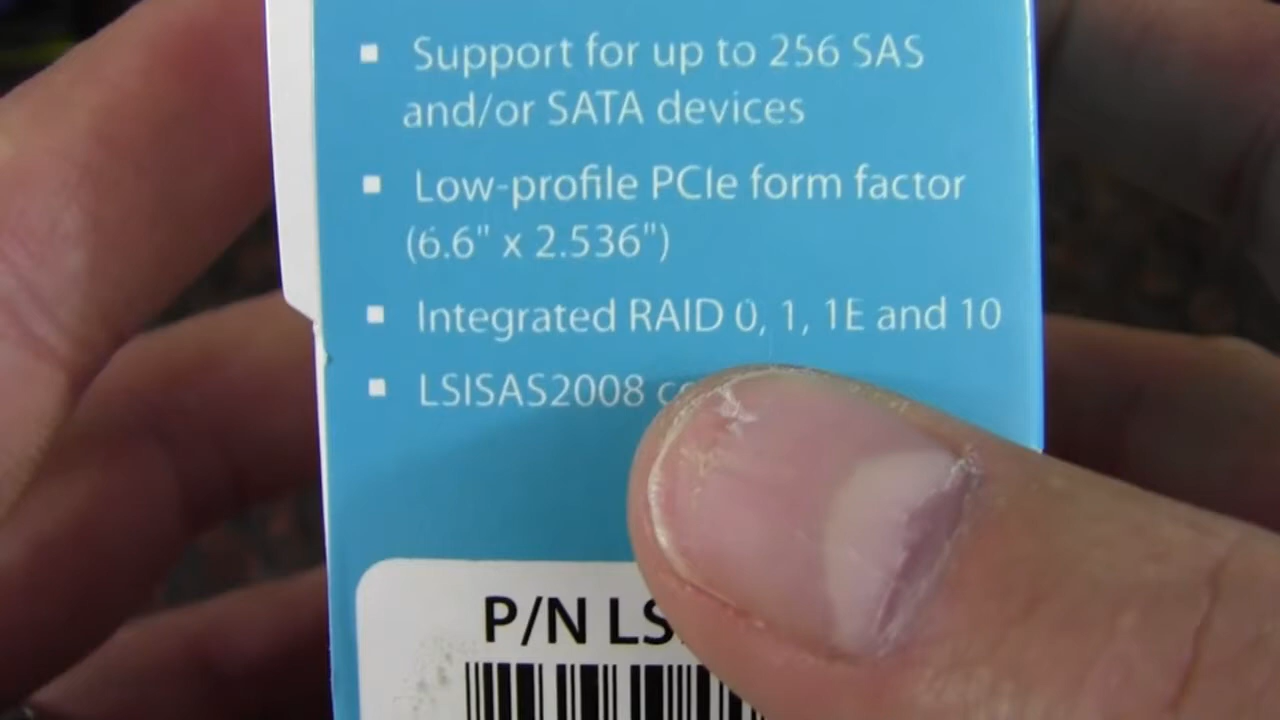 ▪ Support for up to 256 SAS
and/or SATA devices
▪ Low-profile PCIe form factor
(6.6" x 2.536")
▪ Integrated RAID 0, 1, 1E and 10
▪ LSISAS2008
P/N